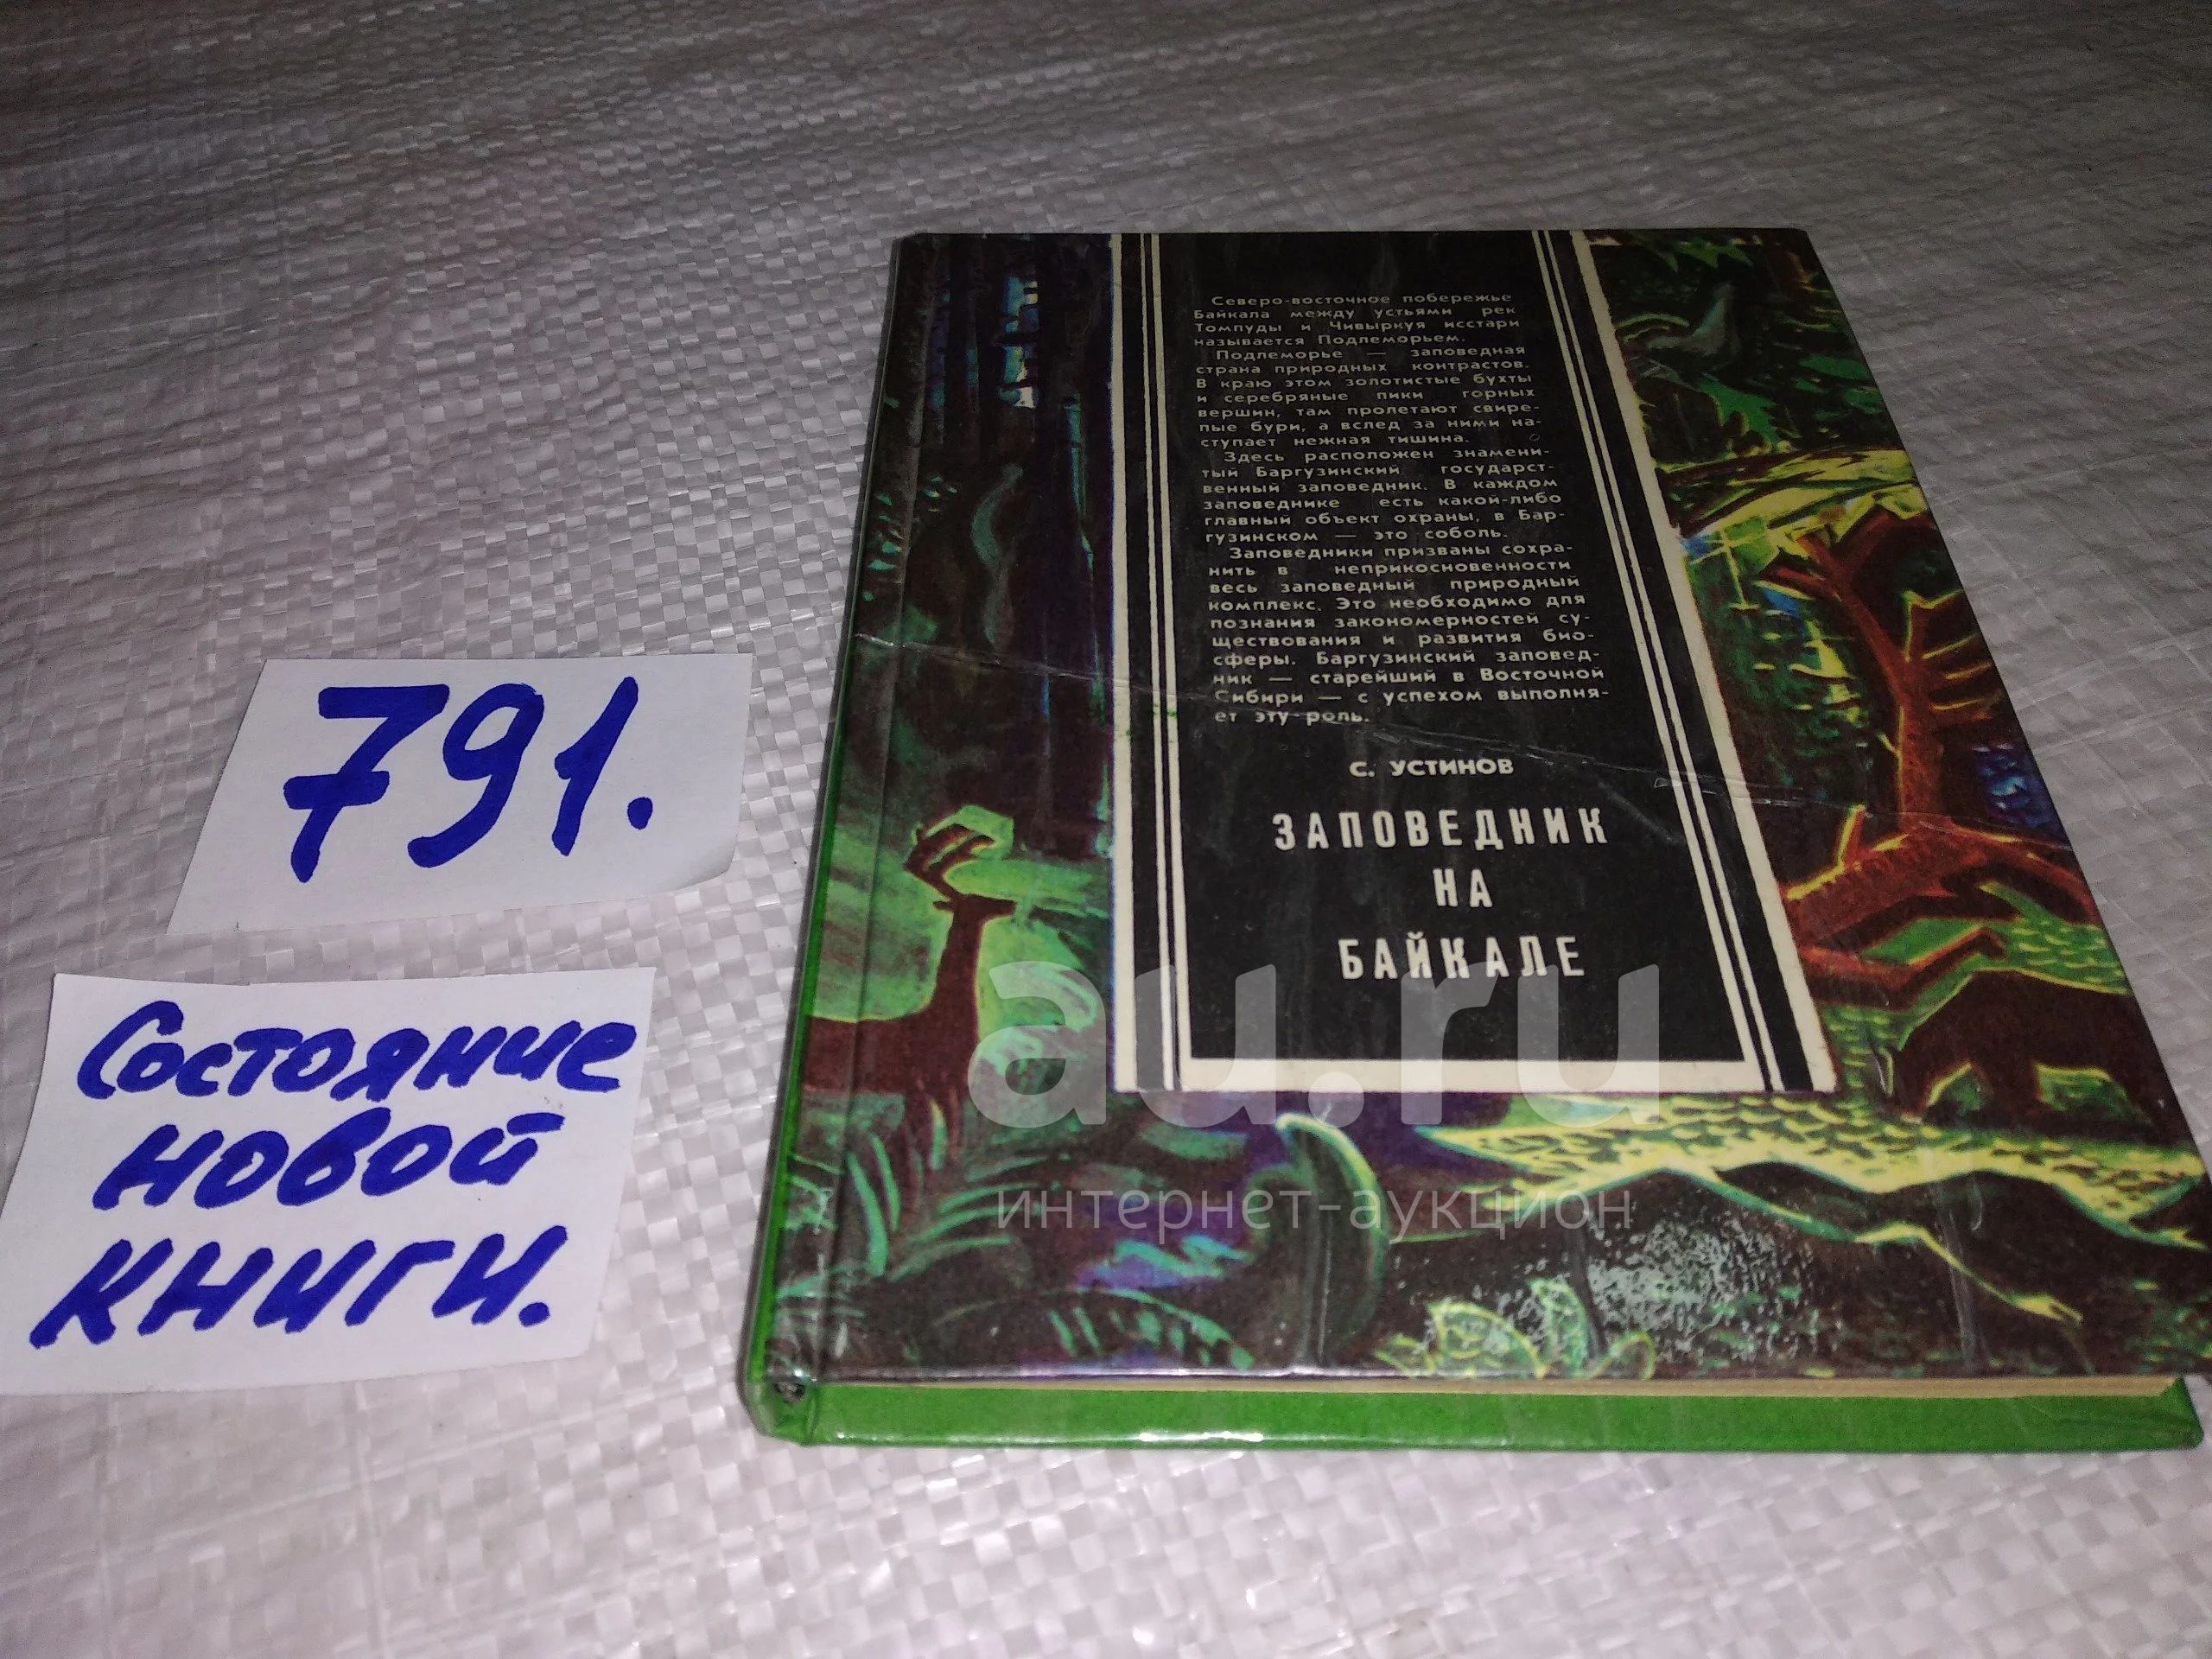 791.
Состояние
новой
книги.
Северо-восточное побережье
Байкала между устьями рек
Томпуды и Чивыркуя исстари
называется Подлеморьем.
Подлеморье — заповедная
страна природных контрастов.
В краю этом золотистые бухты
и серебряные пики горных
вершин, там пролетают свире-
пые бури, а вслед за ними на-
ступает нежная тишина.
Здесь расположен знамени-
тый Баргузинский государст-
венный заповедник. В каждом
заповеднике есть какой-либо
главный объект охраны, в Бар-
гузинском — это соболь.
Заповедники призваны сохра-
нить в неприкосновенности
весь заповедный природный
комплекс. Это необходимо для
познания закономерностей су-
ществования и развития био-
сферы. Баргузинский заповед-
ник — старейший в Восточной
Сибири — с успехом выполня-
ет эту роль.
С. УСТИНОВ
ЗАПОВЕДНИК
НА
БАЙКАЛЕ
au.ru
интернет-аукцион